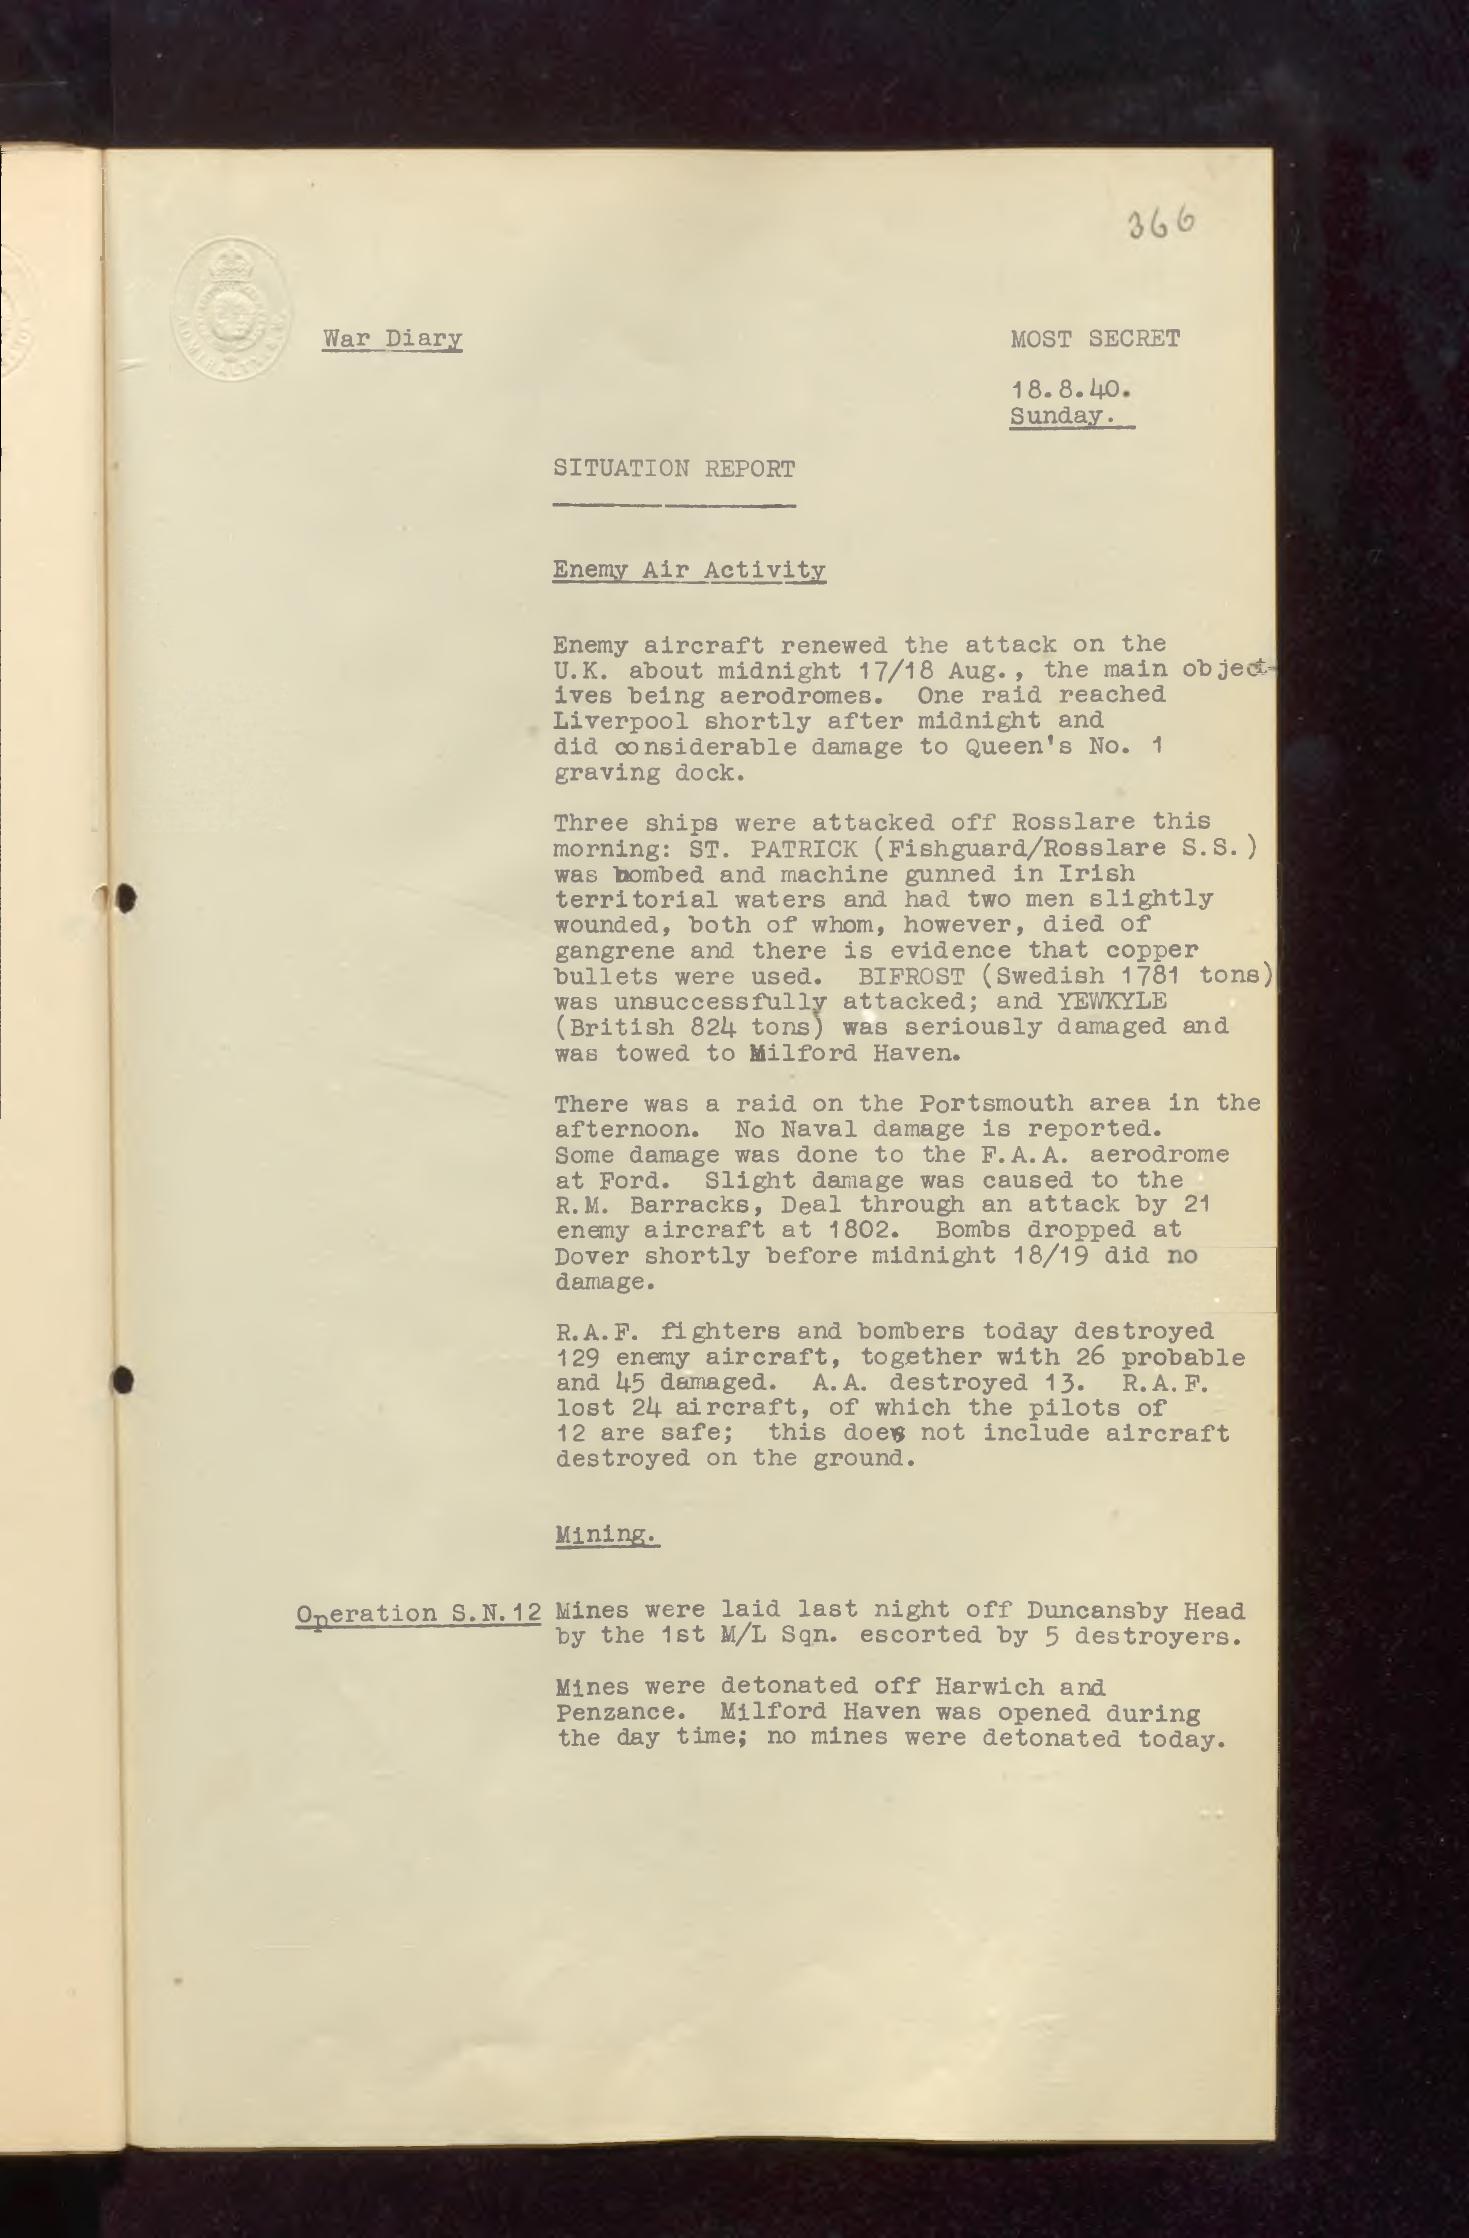 366
War Diary
MOST SECRET
18.8.40.
Sunday.
SITUATION REPORT
Enemy Air Activity
Enemy aircraft renewed the attack on the
U.K. about midnight 17/18 Aug., the main object-
ives being aerodromes. One raid reached
Liverpool shortly after midnight and
did considerable damage to Queen's No. 1
graving dock.
Three ships were attacked off Rosslare this
morning: ST. PATRICK (Fishguard/Rosslare S.S.)
was bombed and machine gunned in Irish
territorial waters and had two men slightly
wounded, both of whom, however, died of
gangrene and there is evidence that copper
bullets were used. BIFROST (Swedish 1781 tons)
was unsuccessfully attacked; and YEWKYLE
(British 824 tons) was seriously damaged and
was towed to Milford Haven.
There was a raid on the Portsmouth area in the
afternoon. No Naval damage is reported.
Some damage was done to the F.A.A. aerodrome
at Ford. Slight damage was caused to the
R.M. Barracks, Deal through an attack by 21
enemy aircraft at 1802. Bombs dropped at
Dover shortly before midnight 18/19 did no
damage.
R.A.F. fighters and bombers today destroyed
129 enemy aircraft, together with 26 probable
and 45 damaged. A.A. destroyed 13. R.A.F.
lost 24 aircraft, of which the pilots of
12 are safe; this does not include aircraft
destroyed on the ground.
Mining.
Operation S.N.12 Mines were laid last night off Duncansby Head
by the 1st M/L Sqn. escorted by 5 destroyers.
Mines were detonated off Harwich and
Penzance. Milford Haven was opened during
the day time; no mines were detonated today.